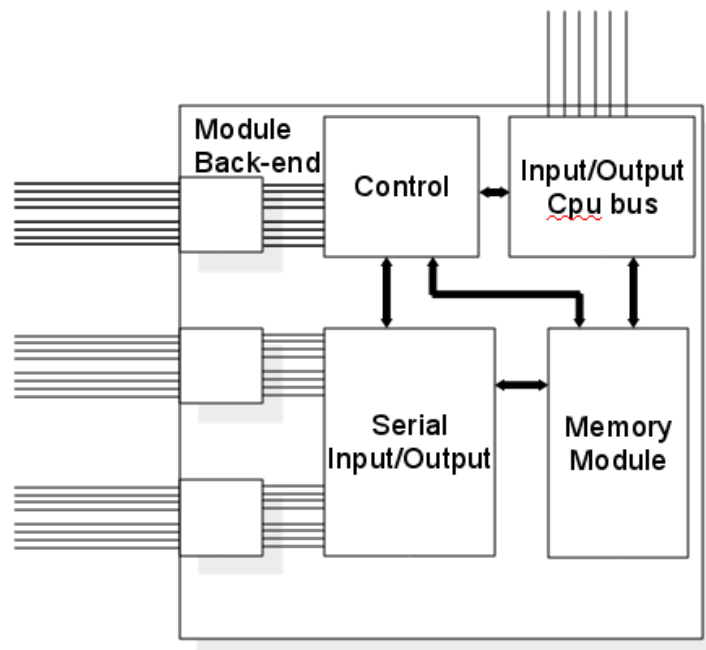 Module
Back-end
Control
Input/Output
Cpu bus
Serial
Input/Output
Memory
Module